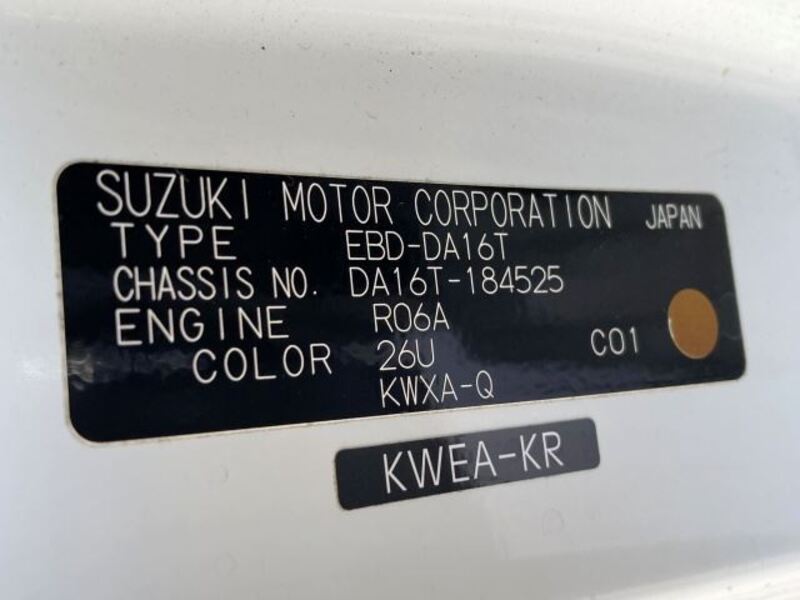 SUZUKI MOTOR CORPORATION JAPAN
TYPE EBD-DA16T
CHASSIS NO. DA16T-184525
ENGINE R06A
COLOR 26U C01
KWXA-Q
KWEA-KR